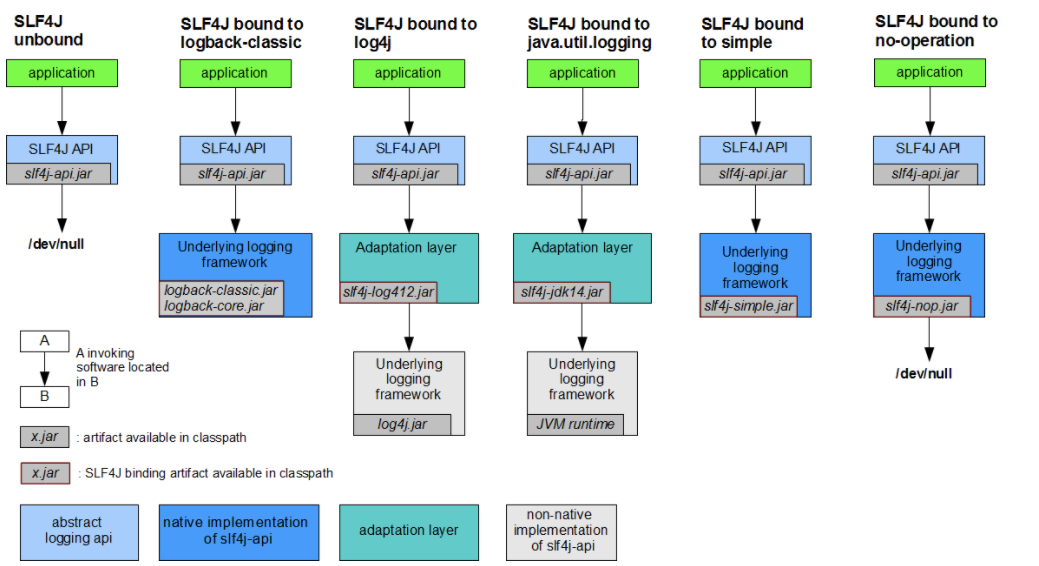 SLF4J
unbound
SLF4J bound to
logback-classic
SLF4J bound to
log4j
SLF4J bound to
java.util.logging
SLF4J bound
to simple
SLF4J bound to
no-operation
application
application
application
application
application
application
SLF4J API
slf4j-api.jar
SLF4J API
slf4j-api.jar
SLF4J API
slf4j-api.jar
SLF4J API
slf4j-api.jar
SLF4J API
slf4j-api.jar
SLF4J API
slf4j-api.jar
/dev/null
Underlying logging
framework
logback-classic.jar
logback-core.jar
Adaptation layer
slf4j-log412.jar
Adaptation layer
slf4j-jdk14.jar
Underlying
logging
framework
slf4j-simple.jar
Underlying
logging
framework
slf4j-nop.jar
A
B
A invoking
software located
in B
Underlying
logging
framework
log4j.jar
Underlying
logging
framework
JVM runtime
/dev/null
x.jar : artifact available in classpath
x.jar : SLF4J binding artifact available in classpath
abstract
logging api
native implementation
of slf4j-api
adaptation layer
non-native
implementation
of slf4j-api